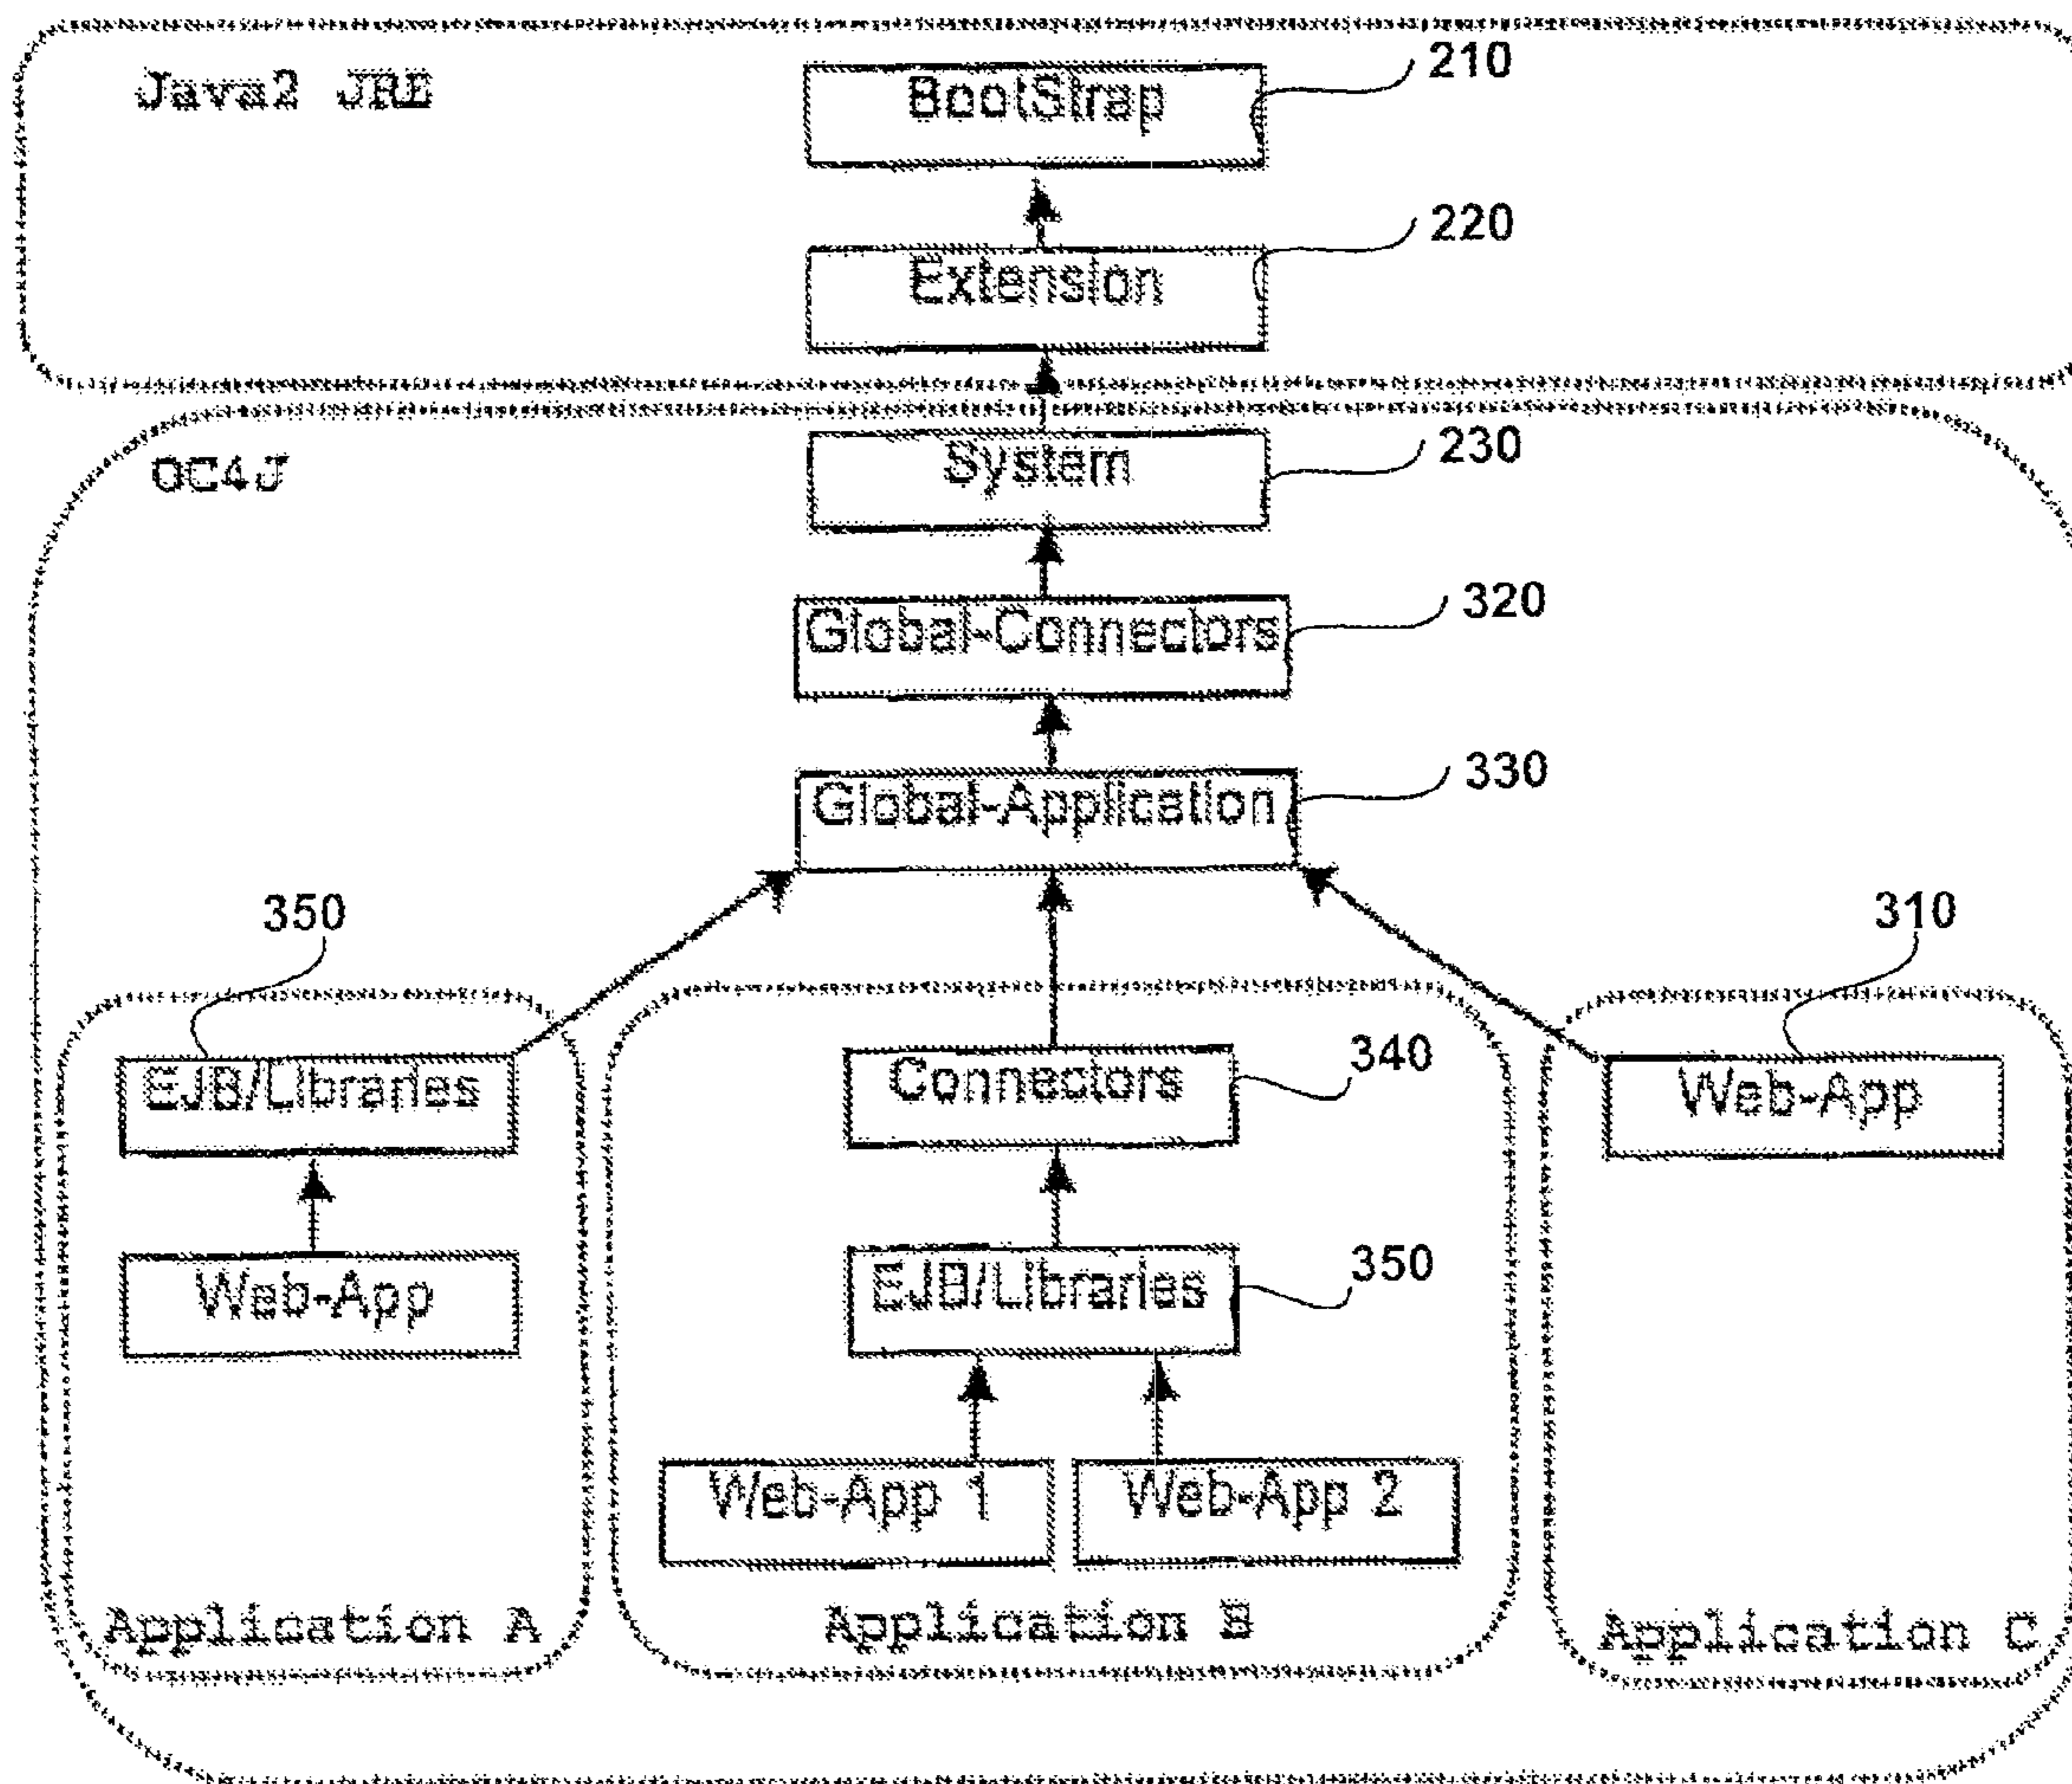 Java2 JRE
BootStrap
210
Extension
220
OC4J
System
230
Global-Connectors
320
Global-Application
330
350
310
EJB/Libraries
Connectors
340
Web-App
Web-App
EJB/Libraries
350
Web-App 1
Web-App 2
Application A
Application B
Application C